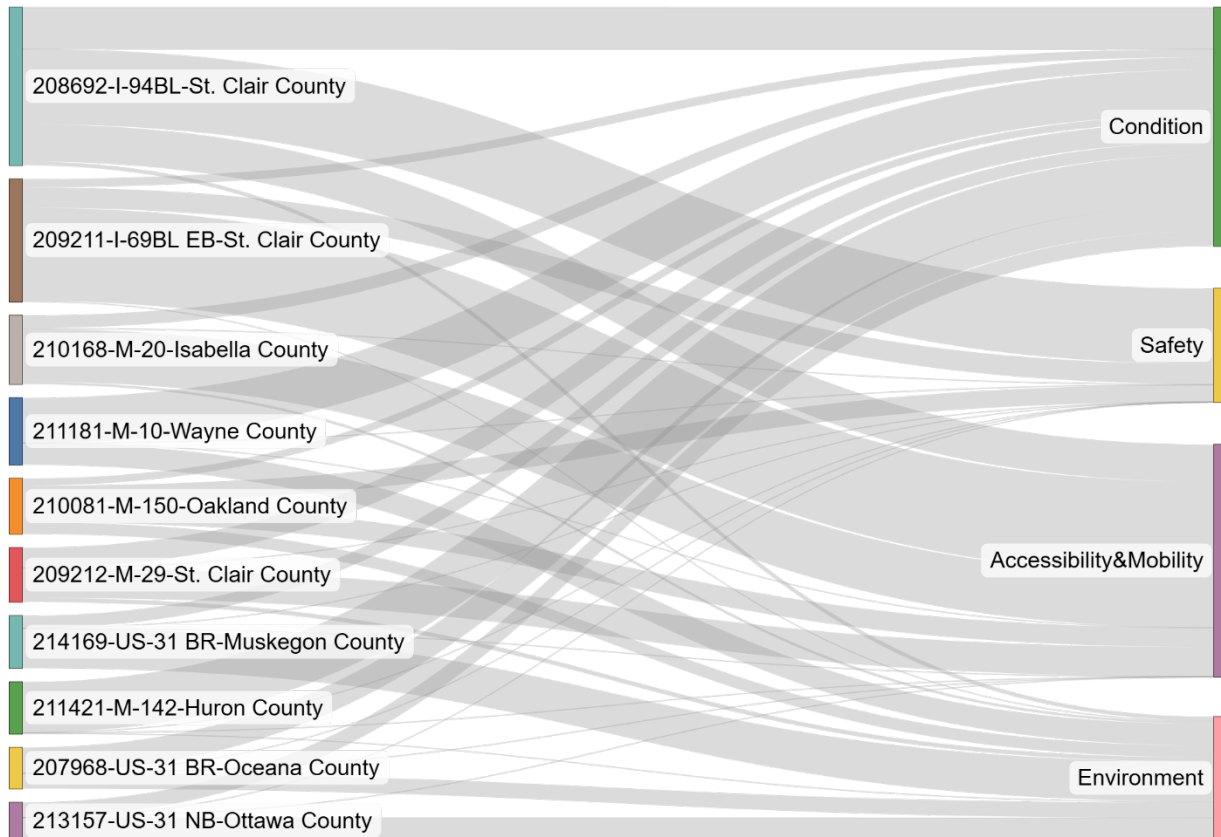 208692-I-94BL-St. Clair County
209211-I-69BL EB-St. Clair County
210168-M-20-Isabella County
211181-M-10-Wayne County
210081-M-150-Oakland County
209212-M-29-St. Clair County
214169-US-31 BR-Muskegon County
211421-M-142-Huron County
207968-US-31 BR-Oceana County
213157-US-31 NB-Ottawa County
Condition
Safety
Accessibility&Mobility
Environment